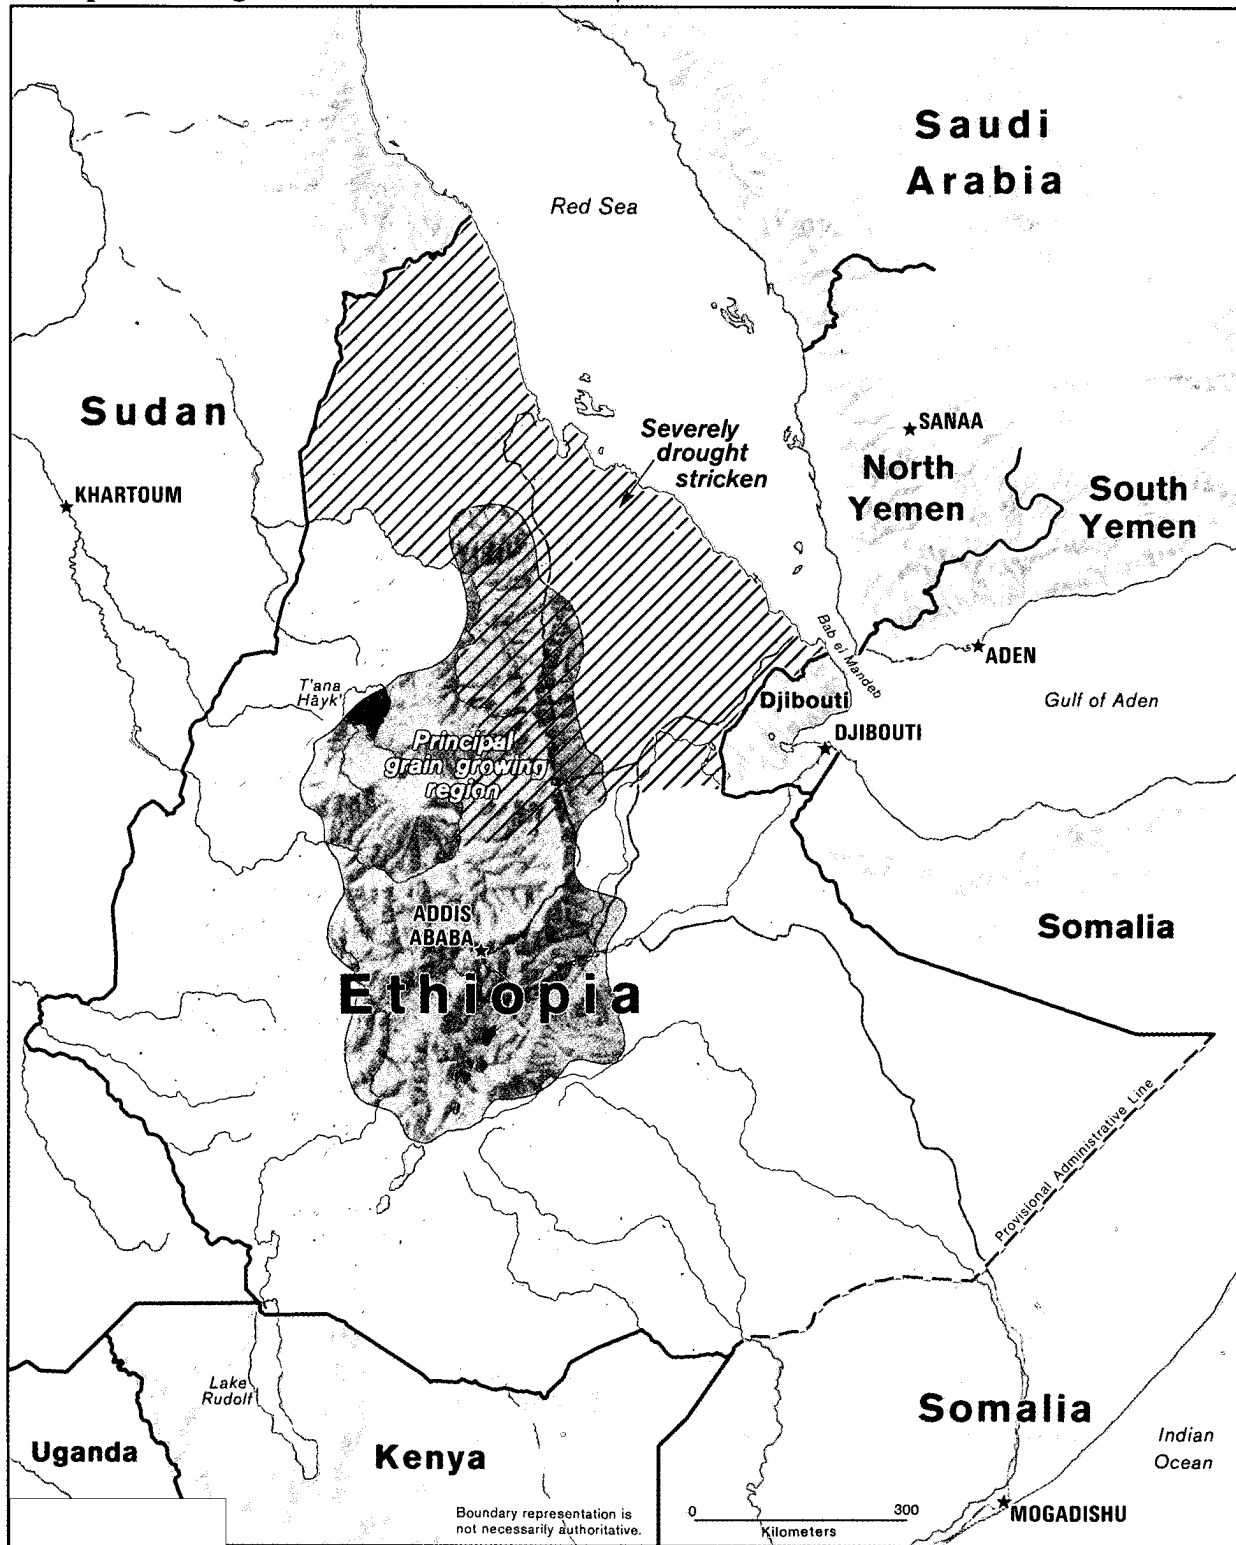 Saudi
Arabia
Red Sea
Sudan
Severely
drought
stricken
SANAA
North
Yemen
South
Yemen
KHARTOUM
Bab el Mandeb
ADEN
T'ana
Hāyk'
Djibouti
Gulf of Aden
DJIBOUTI
Principal
grain growing
region
ADDIS
ABABA
Somalia
Ethiopia
Provisional Administrative Line
Lake
Rudolf
Somalia
Uganda
Kenya
Indian
Ocean
Boundary representation is
not necessarily authoritative.
0 300
Kilometers
MOGADISHU